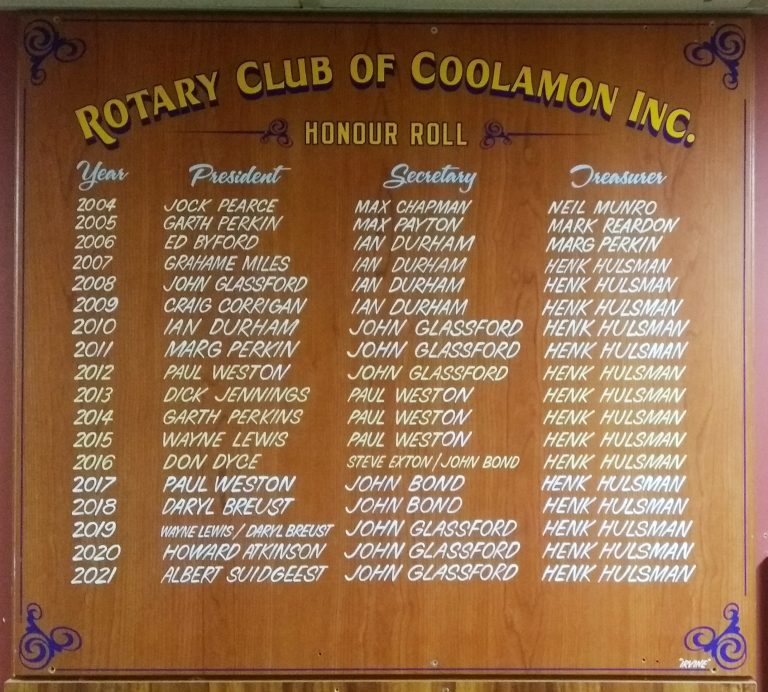 ROTARY CLUB OF COOLAMON INC.
HONOUR ROLL
Year President Secretary Treasurer
2004 JOCK PEARCE MAX CHAPMAN NEIL MUNRO
2005 GARTH PERKIN MAX PAYTON MARK REARDON
2006 ED BYFORD IAN DURHAM MARG PERKIN
2007 GRAHAME MILES IAN DURHAM HENK HULSMAN
2008 JOHN GLASSFORD IAN DURHAM HENK HULSMAN
2009 CRAIG CORRIGAN IAN DURHAM HENK HULSMAN
2010 IAN DURHAM JOHN GLASSFORD HENK HULSMAN
2011 MARG PERKIN JOHN GLASSFORD HENK HULSMAN
2012 PAUL WESTON JOHN GLASSFORD HENK HULSMAN
2013 DICK JENNINGS PAUL WESTON HENK HULSMAN
2014 GARTH PERKINS PAUL WESTON HENK HULSMAN
2015 WAYNE LEWIS PAUL WESTON HENK HULSMAN
2016 DON DYCE STEVE EXTON / JOHN BOND HENK HULSMAN
2017 PAUL WESTON JOHN BOND HENK HULSMAN
2018 DARYL BREUST JOHN BOND HENK HULSMAN
2019 WAYNE LEWIS / DARYL BREUST JOHN GLASSFORD HENK HULSMAN
2020 HOWARD ATKINSON JOHN GLASSFORD HENK HULSMAN
2021 ALBERT SUIDGEEST JOHN GLASSFORD HENK HULSMAN
"IRVINE"